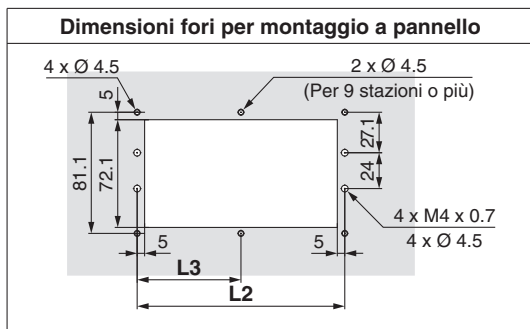 Dimensioni fori per montaggio a pannello
4 x Ø 4.5
2 x Ø 4.5
(Per 9 stazioni o più)
5
27.1
81.1
72.1
24
4 x M4 x 0.7
4 x Ø 4.5
5
5
L3
L2